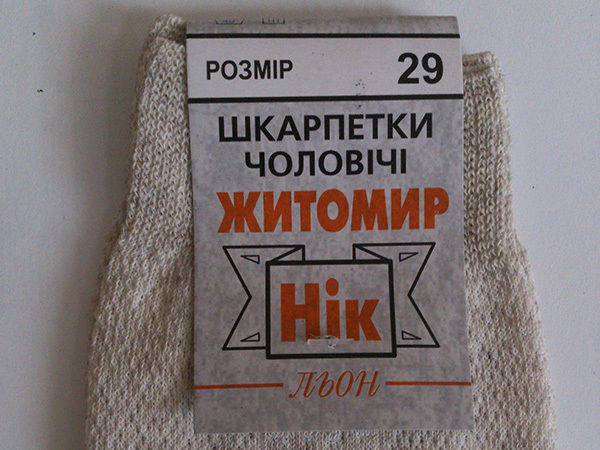 РОЗМІР 29
ШКАРПЕТКИ
ЧОЛОВІЧІ
ЖИТОМИР
Нік
ЛЬОН